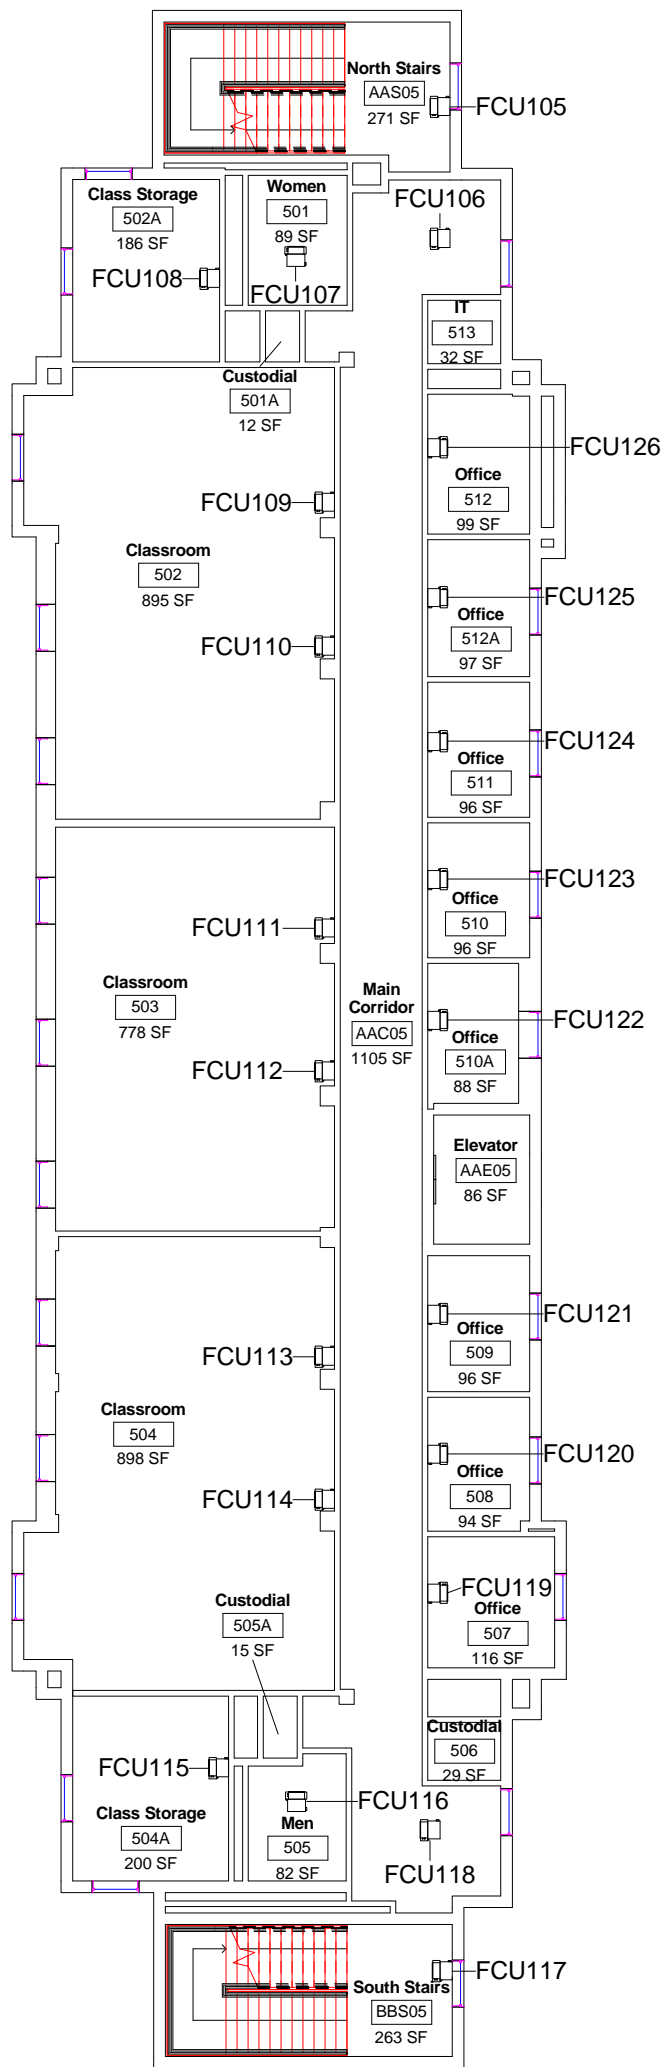 North Stairs
AAS05
271 SF
FCU105
Class Storage
502A
186 SF
Women
501
89 SF
FCU106
FCU108
FCU107
IT
513
32 SF
Custodial
501A
12 SF
FCU126
Office
512
99 SF
FCU109
Classroom
502
895 SF
FCU125
Office
512A
97 SF
FCU110
FCU124
Office
511
96 SF
FCU123
Office
510
96 SF
FCU111
Classroom
503
778 SF
Main
Corridor
AAC05
1105 SF
FCU122
Office
510A
88 SF
FCU112
Elevator
AAE05
86 SF
FCU121
Office
509
96 SF
FCU113
Classroom
504
898 SF
FCU120
Office
508
94 SF
FCU114
FCU119
Office
507
116 SF
Custodial
505A
15 SF
Custodial
506
29 SF
FCU115
Class Storage
504A
200 SF
FCU116
Men
505
82 SF
FCU118
FCU117
South Stairs
BBS05
263 SF